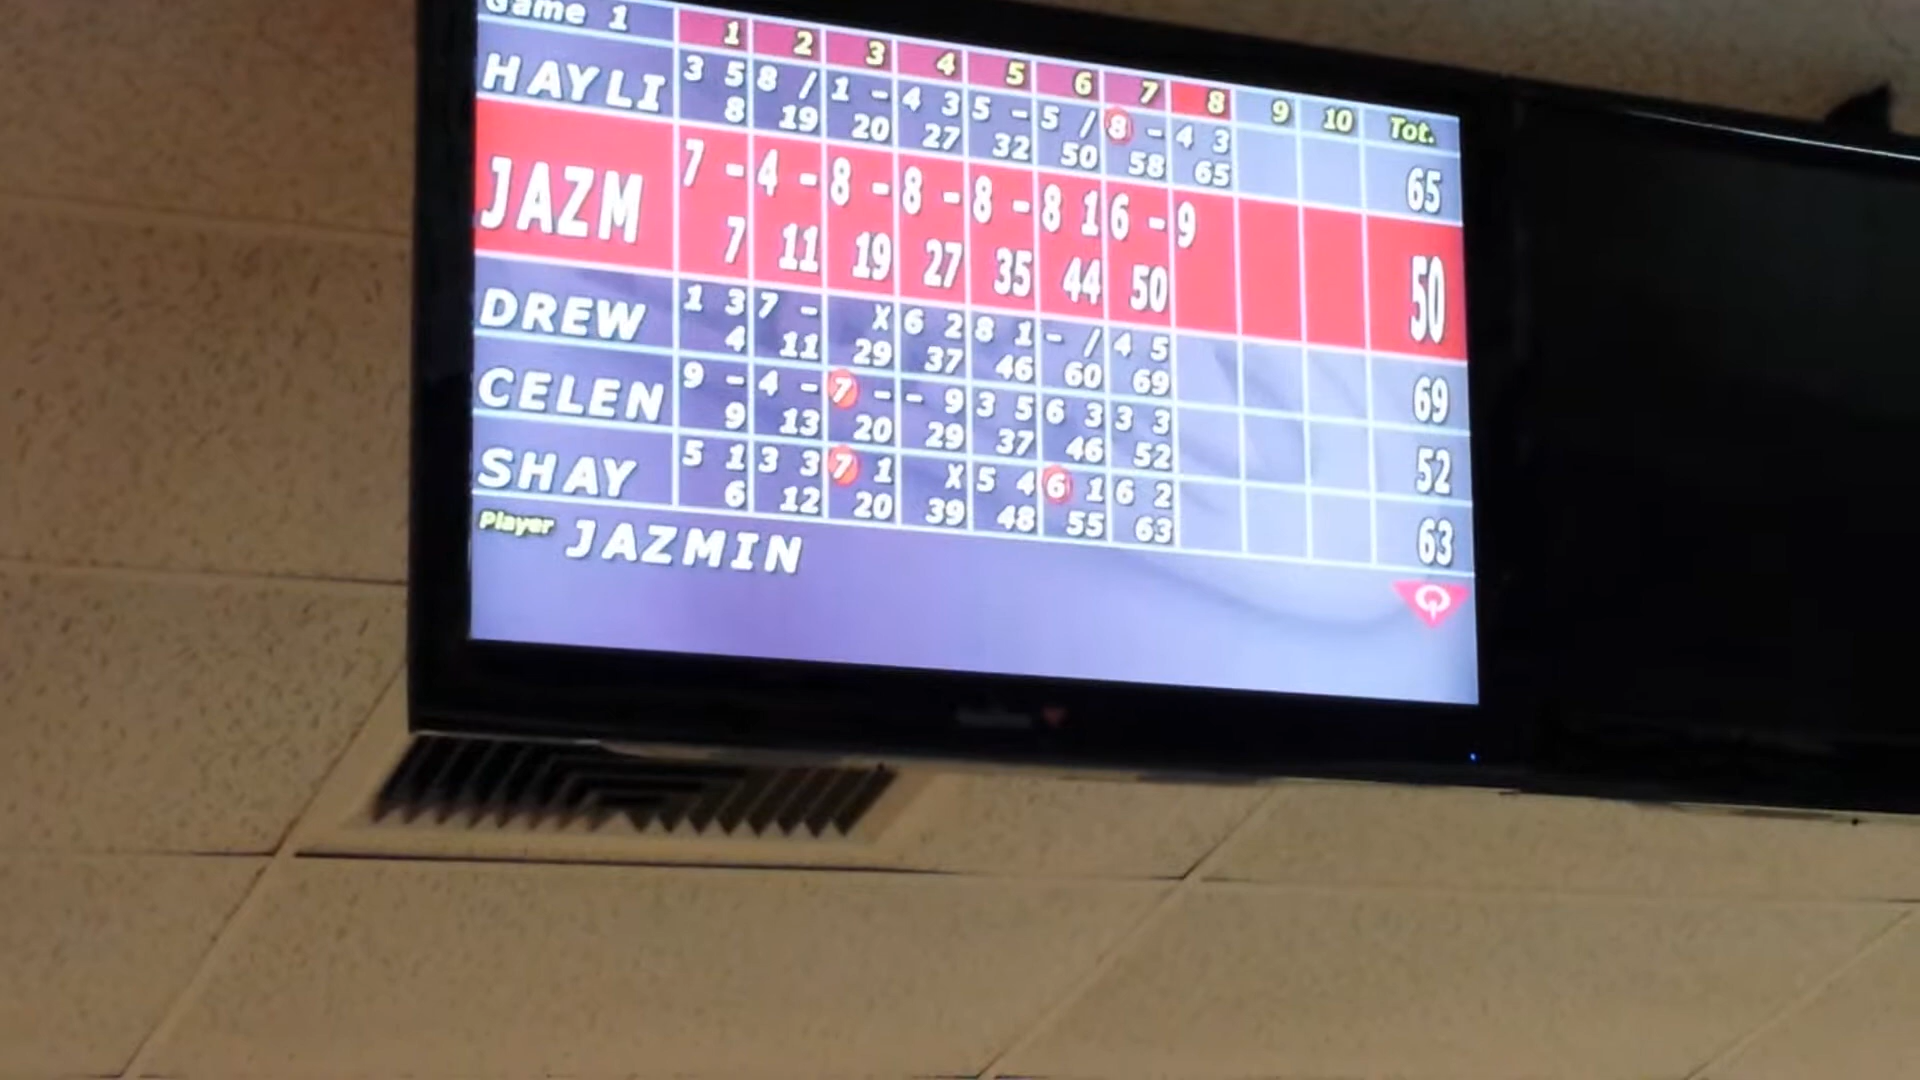 Game 1 1 2 3 4 5 6 7 8 9 10 Tot.
HAYLI 3 5 8 / 1 - 4 3 5 - 5 / 8 - 4 3
8 19 20 27 32 50 58 65 65
JAZM 7 - 4 - 8 - 8 - 8 - 8 1 6 - 9
7 11 19 27 35 44 50 50
DREW 1 3 7 - X 6 2 8 1 - / 4 5
4 11 29 37 46 60 69 69
CELEN 9 - 4 - 7 - - 9 3 5 6 3 3 3
9 13 20 29 37 46 52 52
SHAY 5 1 3 3 7 1 X 5 4 6 1 6 2
6 12 20 39 48 55 63 63
Player JAZMIN